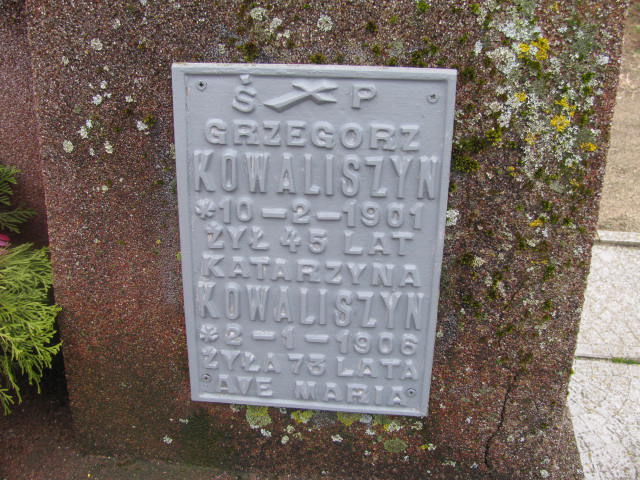 Ś P
GRZEGORZ
KOWALISZYN
* 10-2-1901
ŻYŁ 45 LAT
KATARZYNA
KOWALISZYN
* 2-1-1906
ŻYŁA 73 LATA
AVE MARIA